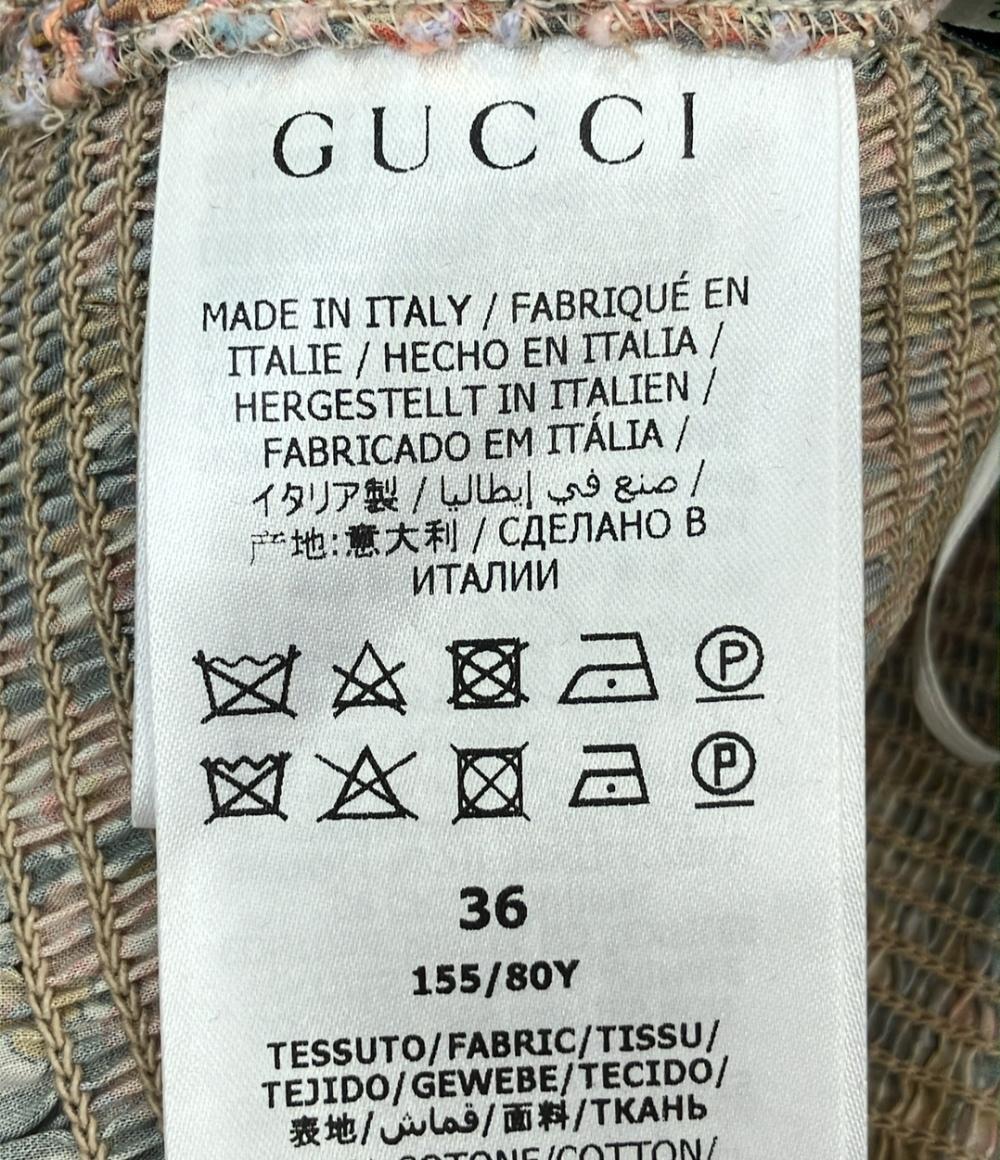 GUCCI
MADE IN ITALY / FABRIQUÉ EN
ITALIE / HECHO EN ITALIA /
HERGESTELLT IN ITALIEN /
FABRICADO EM ITÁLIA /
イタリア製 / صنع في إيطاليا /
产地:意大利 / СДЕЛАНО В
ИТАЛИИ
P
P
36
155/80Y
TESSUTO/FABRIC/TISSU/
TEJIDO/GEWEBE/TECIDO/
表地/قماش/面料/ТКАНЬ
COTONE/COTTON/